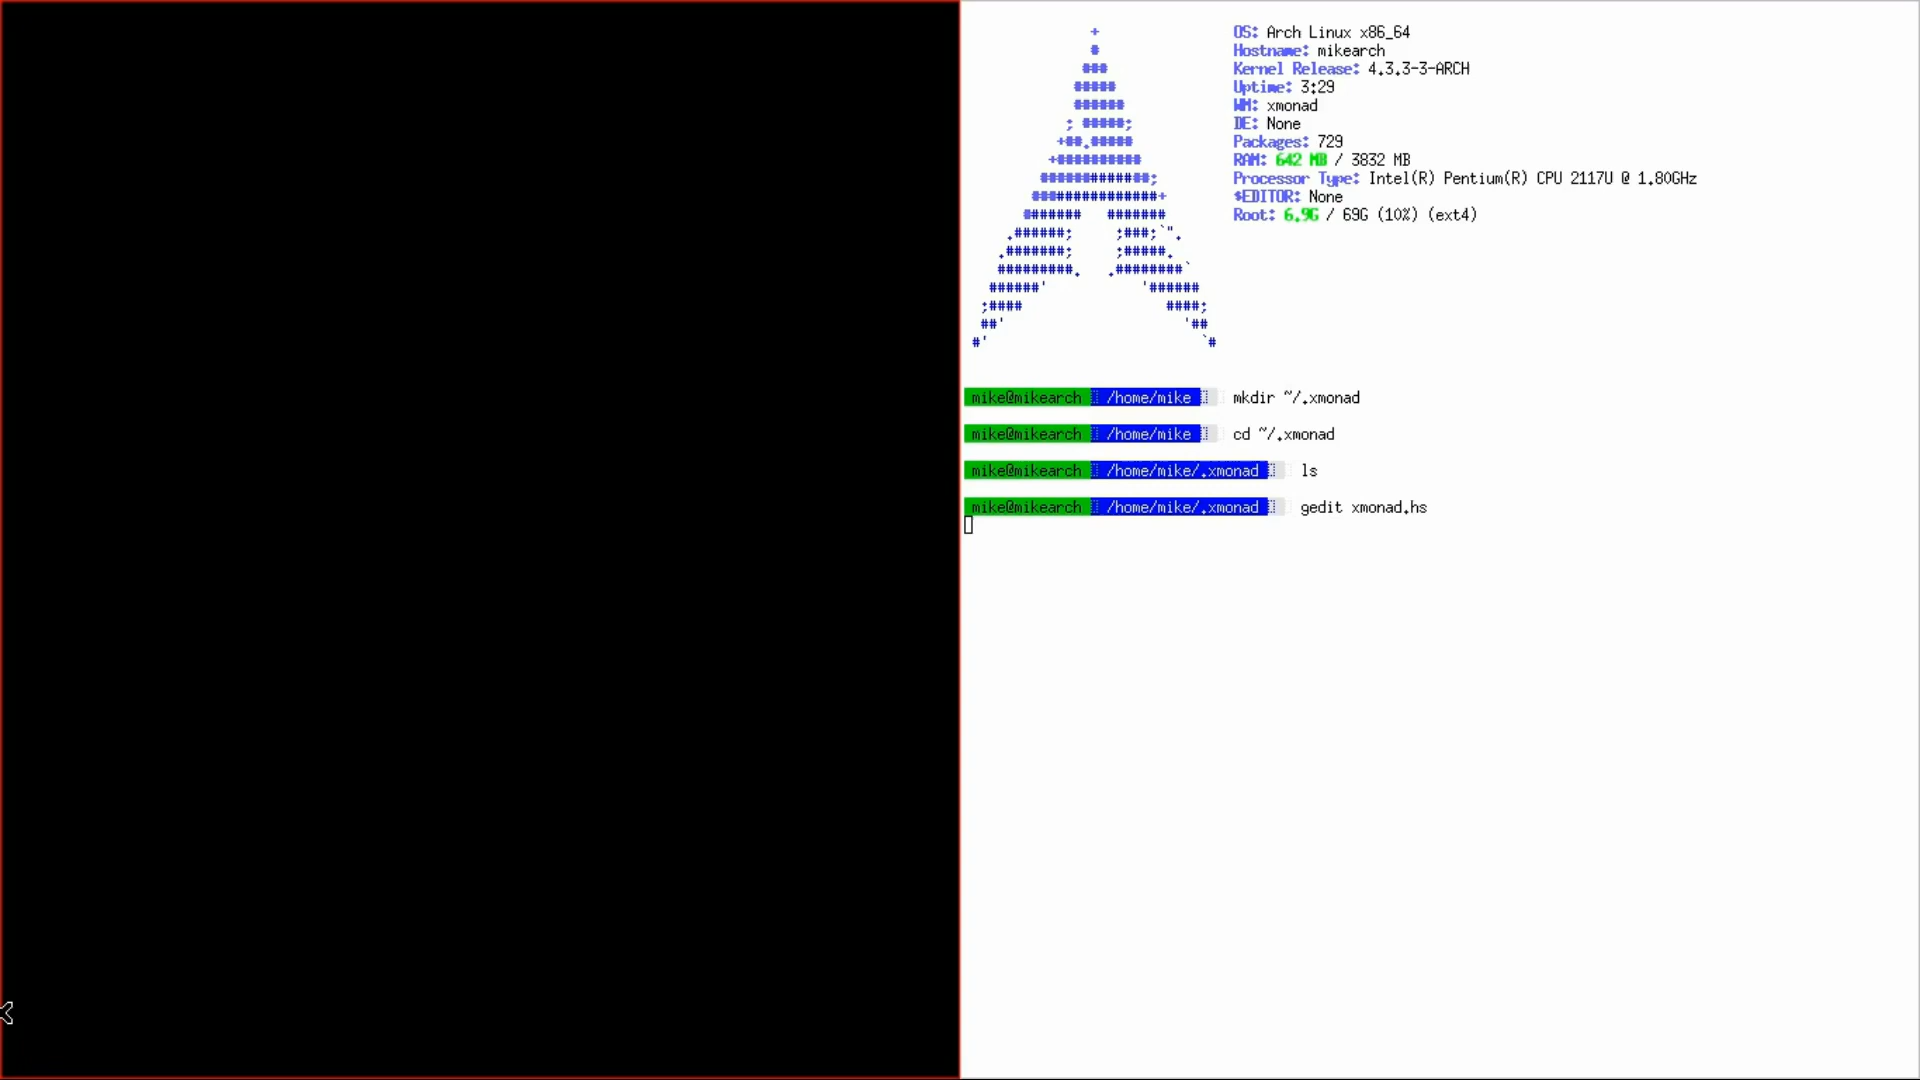 OS: Arch Linux x86_64
Hostname: mikearch
Kernel Release: 4.3.3-3-ARCH
Uptime: 3:29
WM: xmonad
DE: None
Packages: 729
RAM: 642 MB / 3832 MB
Processor Type: Intel(R) Pentium(R) CPU 2117U @ 1.80GHz
$EDITOR: None
Root: 6.9G / 69G (10%) (ext4)
mike@mikearch /home/mike mkdir ~/.xmonad
mike@mikearch /home/mike cd ~/.xmonad
mike@mikearch /home/mike/.xmonad ls
mike@mikearch /home/mike/.xmonad gedit xmonad.hs